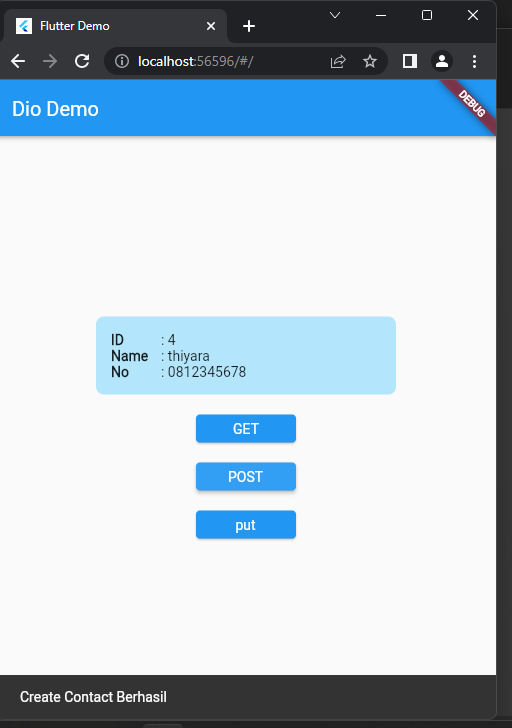 Flutter Demo
localhost:56596/#/
Dio Demo
DEBUG
ID : 4
Name : thiyara
No : 0812345678
GET
POST
put
Create Contact Berhasil